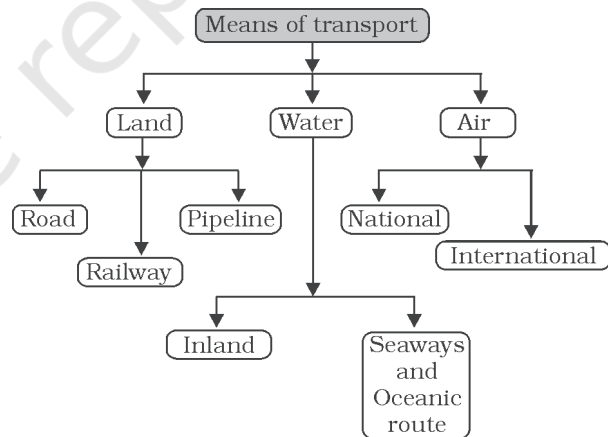 Means of transport
Land
Water
Air
Road
Pipeline
National
Railway
International
Inland
Seaways
and
Oceanic
route